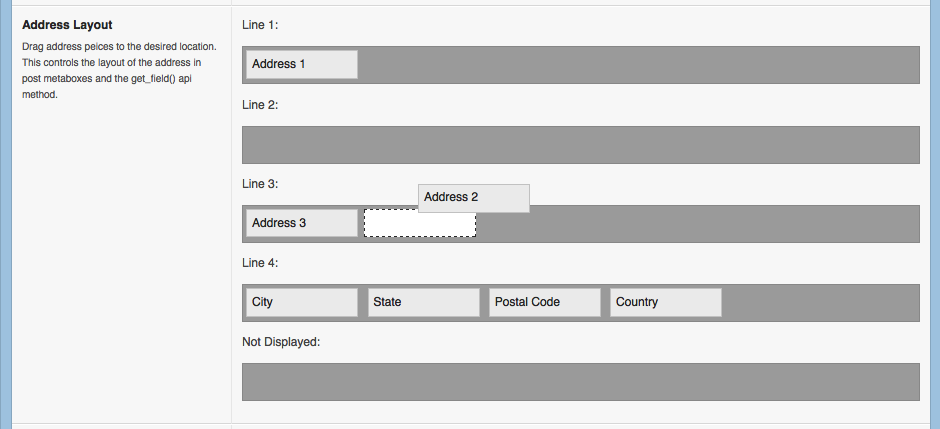 Address Layout
Drag address peices to the desired location.
This controls the layout of the address in
post metaboxes and the get_field() api
method.
Line 1:
Address 1
Line 2:
Line 3:
Address 2
Address 3
Line 4:
City State Postal Code Country
Not Displayed: